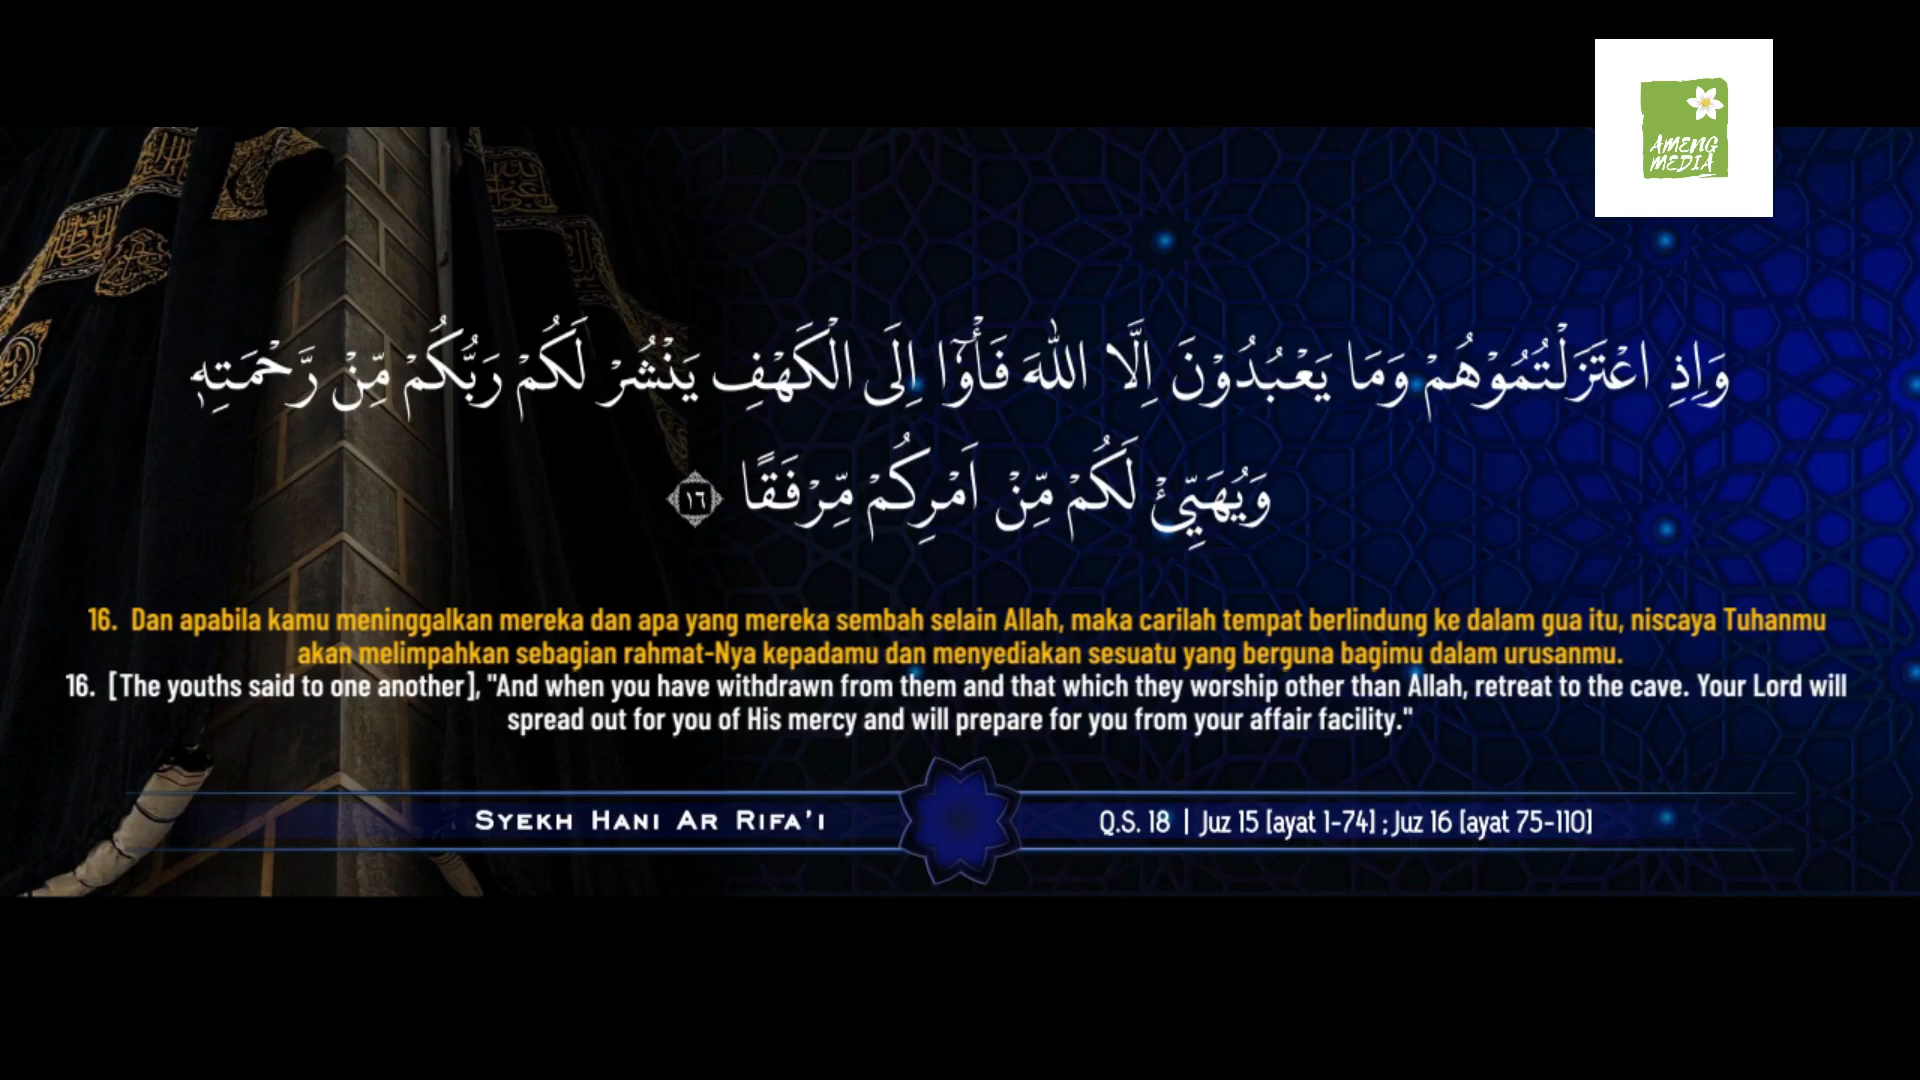 AMENG
MEDIA
وَاِذِ اعْتَزَلْتُمُوْهُمْ وَمَا يَعْبُدُوْنَ اِلَّا اللّٰهَ فَأْوٗٓا اِلَى الْكَهْفِ يَنْشُرْ لَكُمْ رَبُّكُمْ مِّنْ رَّحْمَتِهٖ
وَيُهَيِّئْ لَكُمْ مِّنْ اَمْرِكُمْ مِّرْفَقًا ١٦
16. Dan apabila kamu meninggalkan mereka dan apa yang mereka sembah selain Allah, maka carilah tempat berlindung ke dalam gua itu, niscaya Tuhanmu
akan melimpahkan sebagian rahmat-Nya kepadamu dan menyediakan sesuatu yang berguna bagimu dalam urusanmu.
16. [The youths said to one another], "And when you have withdrawn from them and that which they worship other than Allah, retreat to the cave. Your Lord will
spread out for you of His mercy and will prepare for you from your affair facility."
Syekh Hani Ar Rifa'i
Q.S. 18 | Juz 15 [ayat 1-74] ; Juz 16 [ayat 75-110]